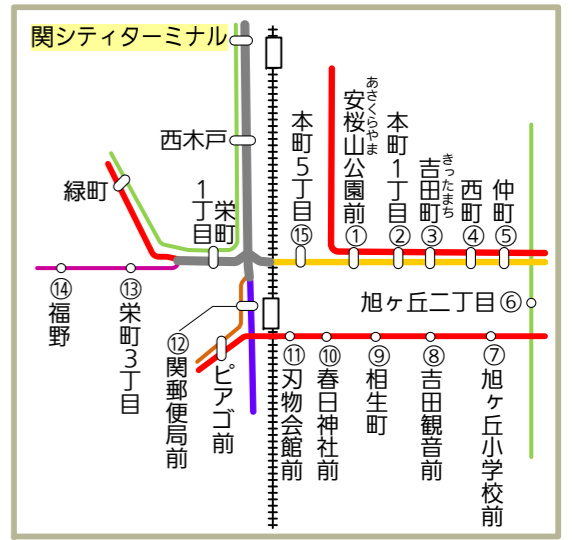 関シティターミナル
西木戸
緑町
栄町
1丁目
本町5丁目⑮
あさくらやま
安桜山公園前①
本町1丁目②
きったまち
吉田町③
西町④
仲町⑤
旭ヶ丘二丁目⑥
⑭福野
⑬栄町3丁目
⑫関郵便局前
ピアゴ前
⑪刃物会館前
⑩春日神社前
⑨相生町
⑧吉田観音前
⑦旭ヶ丘小学校前